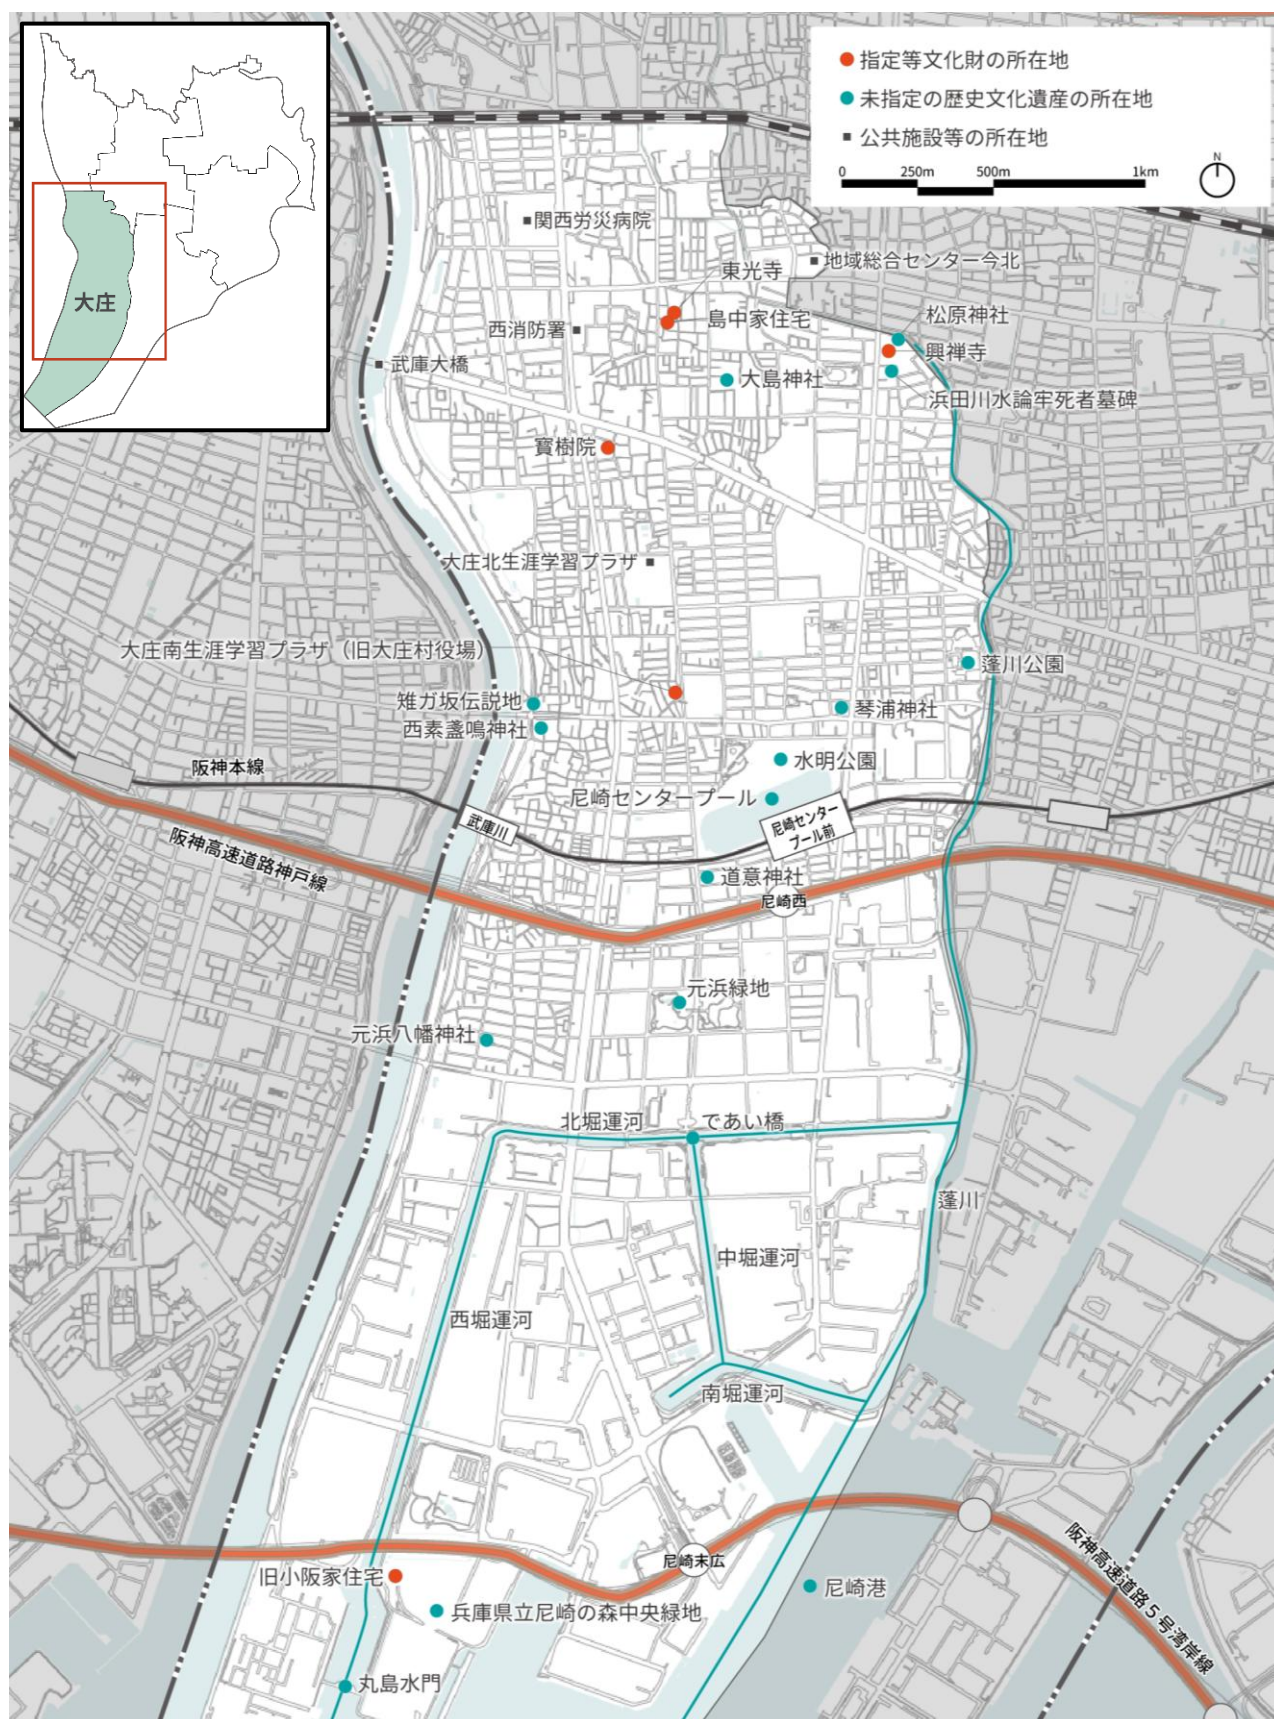 大庄
指定等文化財の所在地
未指定の歴史文化遺産の所在地
公共施設等の所在地
0 250m 500m 1km
N
関西労災病院
地域総合センター今北
東光寺
島中家住宅
西消防署
松原神社
興禅寺
武庫大橋
大島神社
浜田川水論牢死者墓碑
寳樹院
大庄北生涯学習プラザ
大庄南生涯学習プラザ（旧大庄村役場）
蓬川公園
雉ガ坂伝説地
琴浦神社
西素盞鳴神社
水明公園
阪神本線
尼崎センタープール
武庫川
尼崎センター
プール前
阪神高速道路神戸線
道意神社
尼崎西
元浜緑地
元浜八幡神社
北堀運河
であい橋
蓬川
中堀運河
西堀運河
南堀運河
尼崎末広
阪神高速道路５号湾岸線
旧小阪家住宅
尼崎港
兵庫県立尼崎の森中央緑地
丸島水門